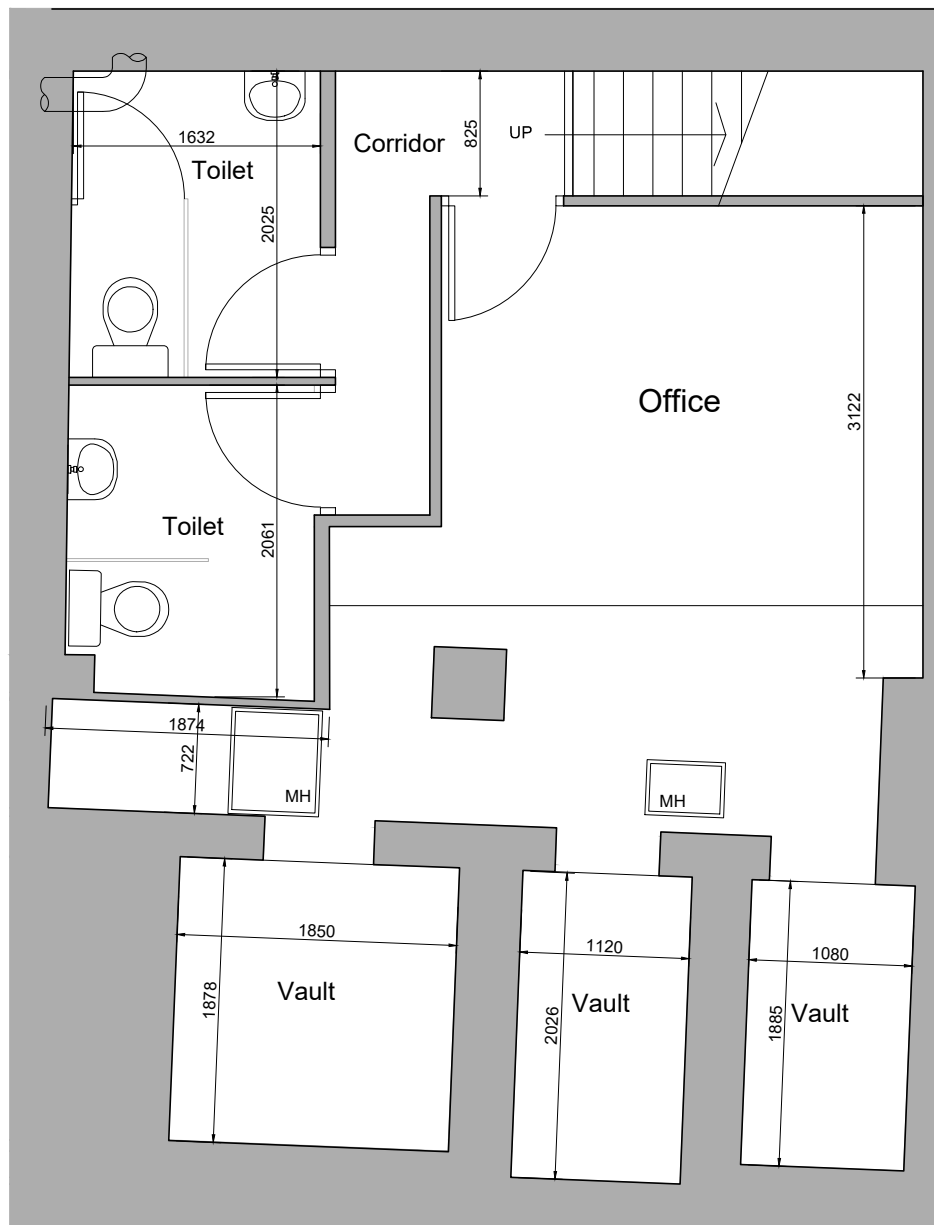 1632
Toilet
2025
Corridor
825
UP
Office
3122
Toilet
2061
1874
722
MH
MH
1850
1878
Vault
1120
2026
Vault
1080
1885
Vault